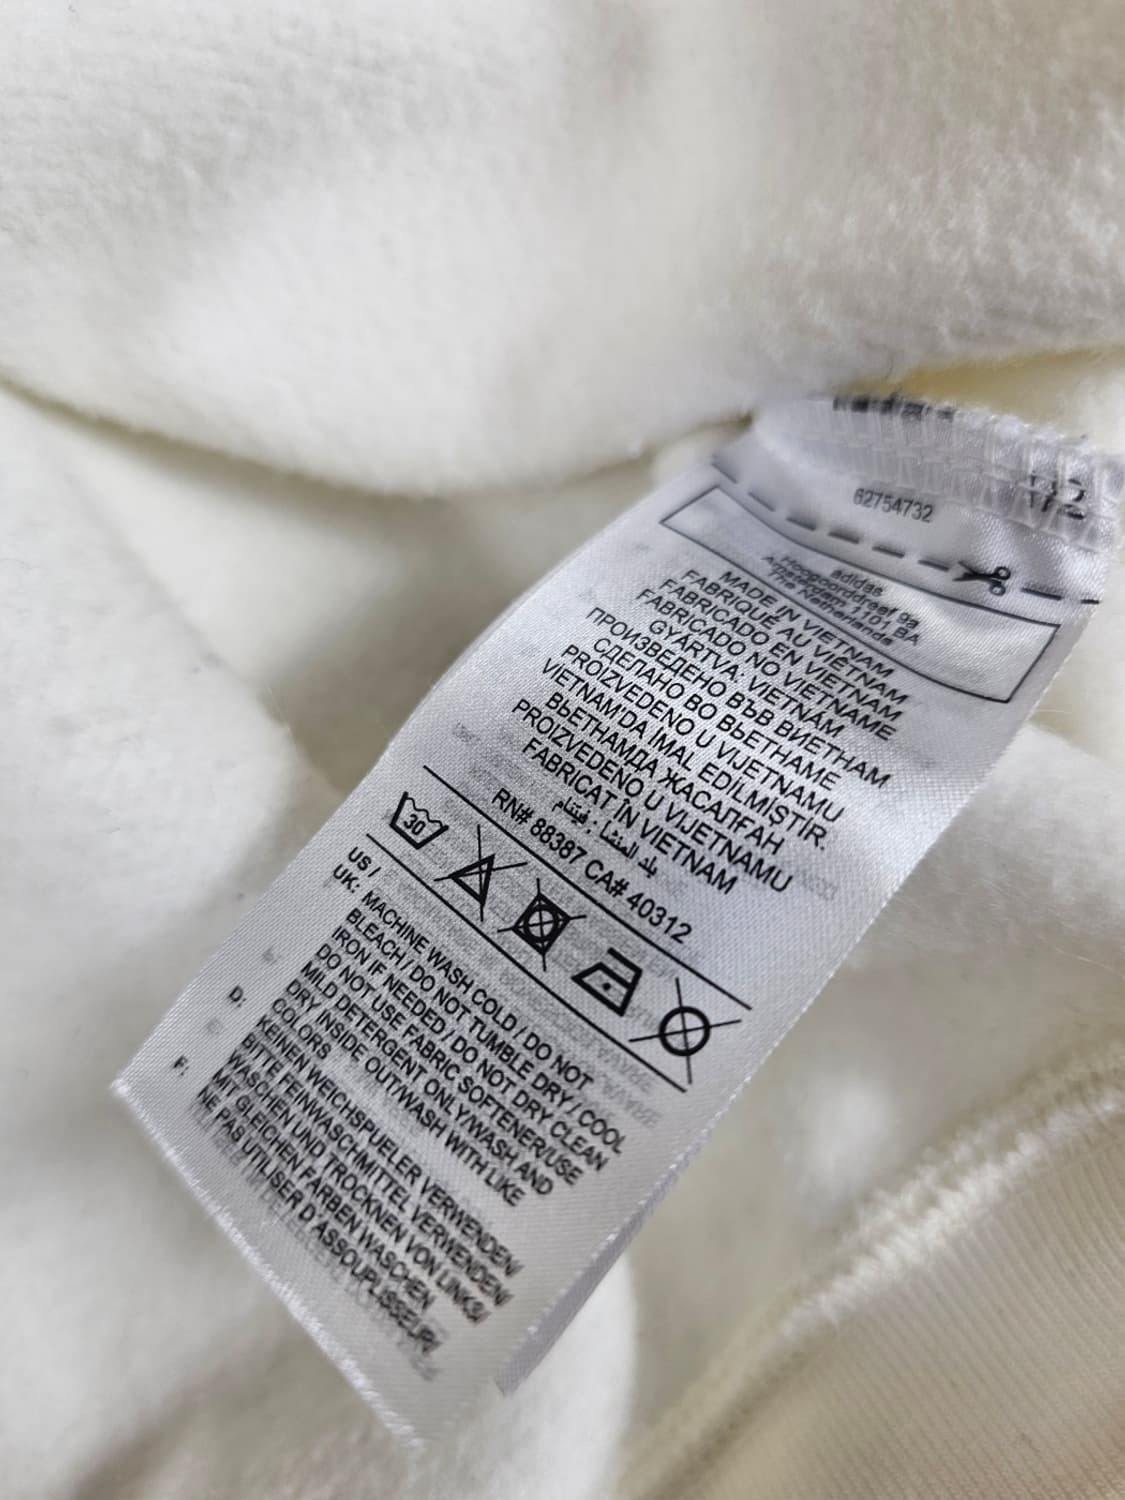 62754732
adidas
Hoogoorddreef 9a
Amsterdam 1101 BA
The Netherlands
MADE IN VIETNAM
FABRIQUÉ AU VIÊTNAM
FABRICADO EN VIETNAM
FABRICADO NO VIETNAME
GYÁRTVA: VIETNÁM
ПРОИЗВЕДЕНО ВЪВ ВИЕТНАМ
СДЕЛАНО ВО ВЬЕТНАМЕ
PROIZVEDENO U VIJETNAMU
VIETNAM'DA İMAL EDİLMİŞTİR.
ВЬЕТНАМДА ЖАСАЛҒАН
PROIZVEDENO U VIJETNAMU
FABRICAT ÎN VIETNAM
بلد المنشأ : فيتنام
RN# 88387 CA# 40312
30
US /
UK: MACHINE WASH COLD / DO NOT
BLEACH / DO NOT TUMBLE DRY / COOL
IRON IF NEEDED / DO NOT DRY CLEAN
DO NOT USE FABRIC SOFTENER/USE
MILD DETERGENT ONLY/WASH AND
DRY INSIDE OUT/WASH WITH LIKE
COLORS
D: KEINEN WEICHSPUELER VERWENDEN/
BITTE FEINWASCHMITTEL VERWENDEN/
WASCHEN UND TROCKNEN VON LINKS/
MIT GLEICHEN FARBEN WASCHEN
F: NE PAS UTILISER D'ASSOUPLISSEUR/